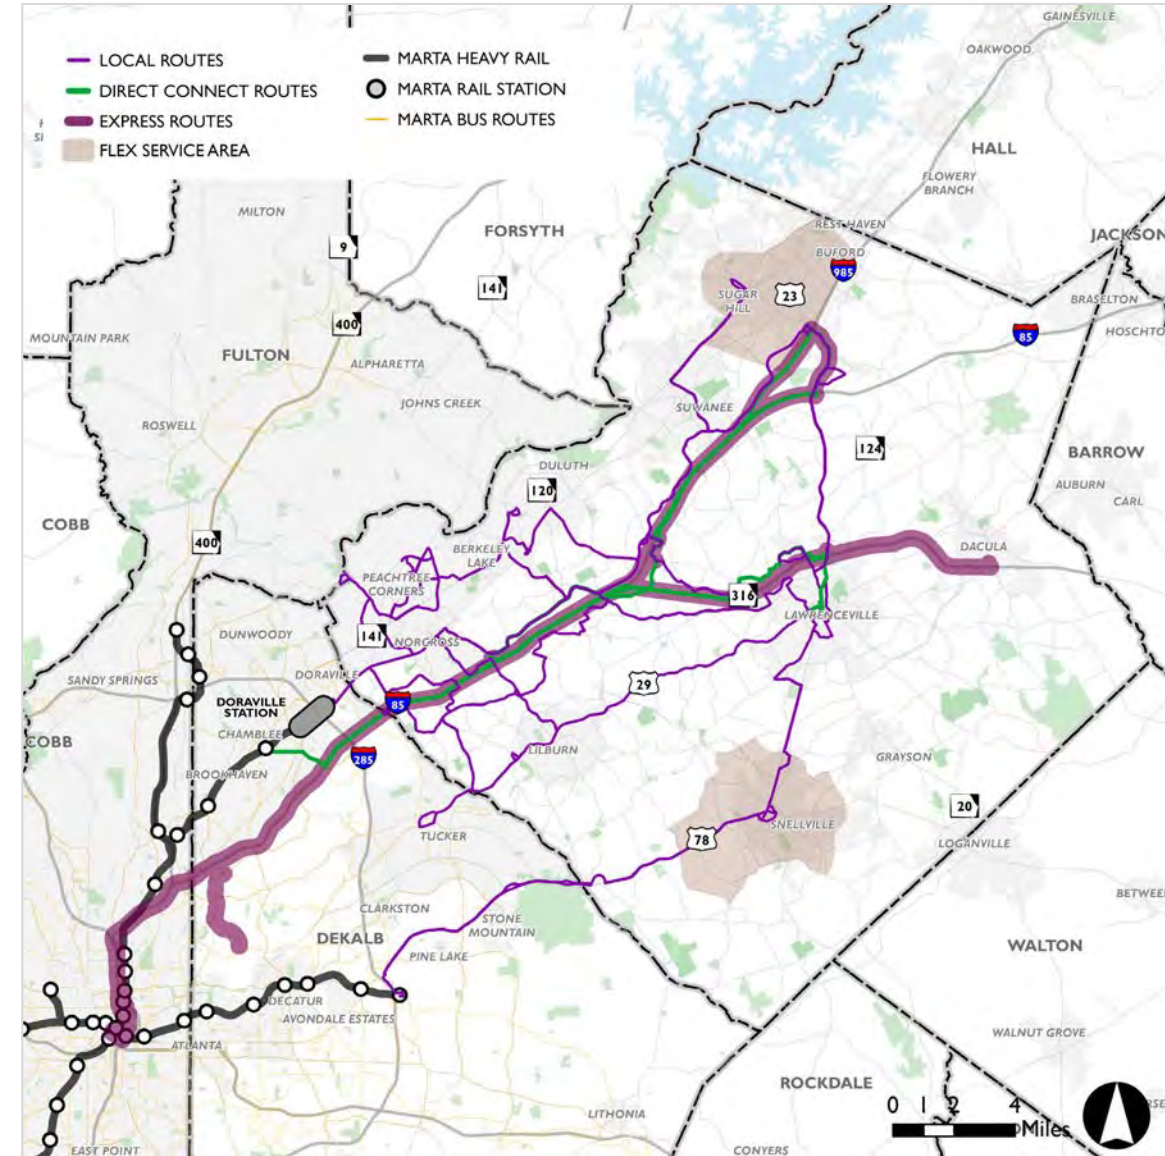 LOCAL ROUTES
DIRECT CONNECT ROUTES
EXPRESS ROUTES
FLEX SERVICE AREA
MARTA HEAVY RAIL
MARTA RAIL STATION
MARTA BUS ROUTES
GAINESVILLE
OAKWOOD
HALL
FLOWERY
BRANCH
MILTON
FORSYTH
9
141
REST HAVEN
BUFORD
985
JACKSON
SUGAR
HILL
23
BRASELTON
HOSCHTO
85
MOUNTAIN PARK
400
FULTON
ALPHARETTA
JOHNS CREEK
ROSWELL
SUWANEE
124
BARROW
DULUTH
120
AUBURN
CARL
COBB
400
BERKELEY
LAKE
DACULA
PEACHTREE
CORNERS
316
LAWRENCEVILLE
DUNWOODY
141
NORCROSS
SANDY SPRINGS
DORAVILLE
29
DORAVILLE
STATION
85
CHAMBLEE
COBB
285
LILBURN
BROOKHAVEN
GRAYSON
20
TUCKER
SNELLVILLE
78
LOGANVILLE
CLARKSTON
STONE
MOUNTAIN
BETWEE
DEKALB
PINE LAKE
WALTON
DECATUR
AVONDALE ESTATES
ATLANTA
WALNUT GROVE
ROCKDALE
LITHONIA
0 1 2 4
Miles
EAST POINT
CONYERS